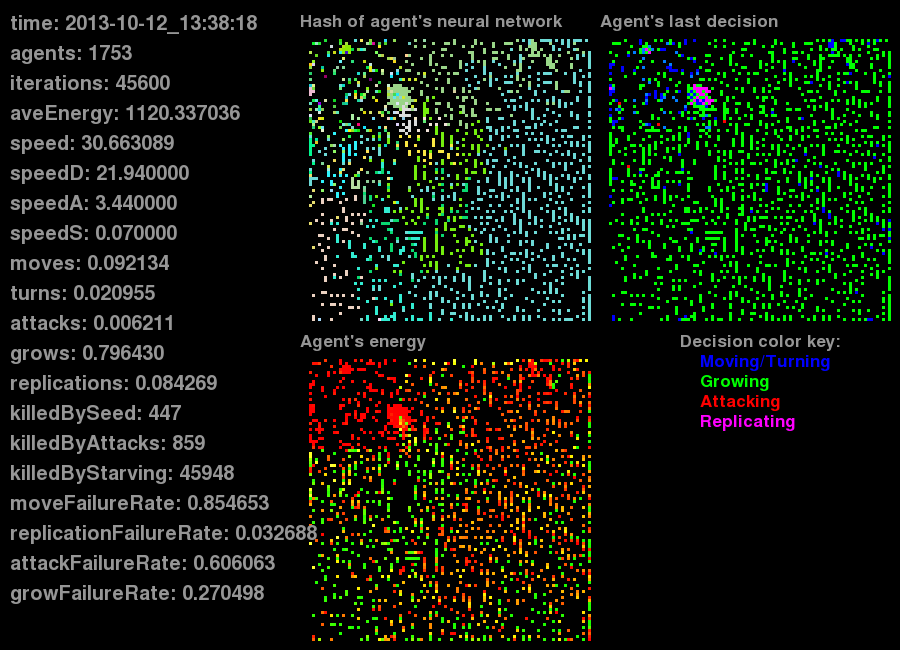 time: 2013-10-12_13:38:18
agents: 1753
iterations: 45600
aveEnergy: 1120.337036
speed: 30.663089
speedD: 21.940000
speedA: 3.440000
speedS: 0.070000
moves: 0.092134
turns: 0.020955
attacks: 0.006211
grows: 0.796430
replications: 0.084269
killedBySeed: 447
killedByAttacks: 859
killedByStarving: 45948
moveFailureRate: 0.854653
replicationFailureRate: 0.032688
attackFailureRate: 0.606063
growFailureRate: 0.270498
Hash of agent's neural network
Agent's last decision
Agent's energy
Decision color key:
Moving/Turning
Growing
Attacking
Replicating